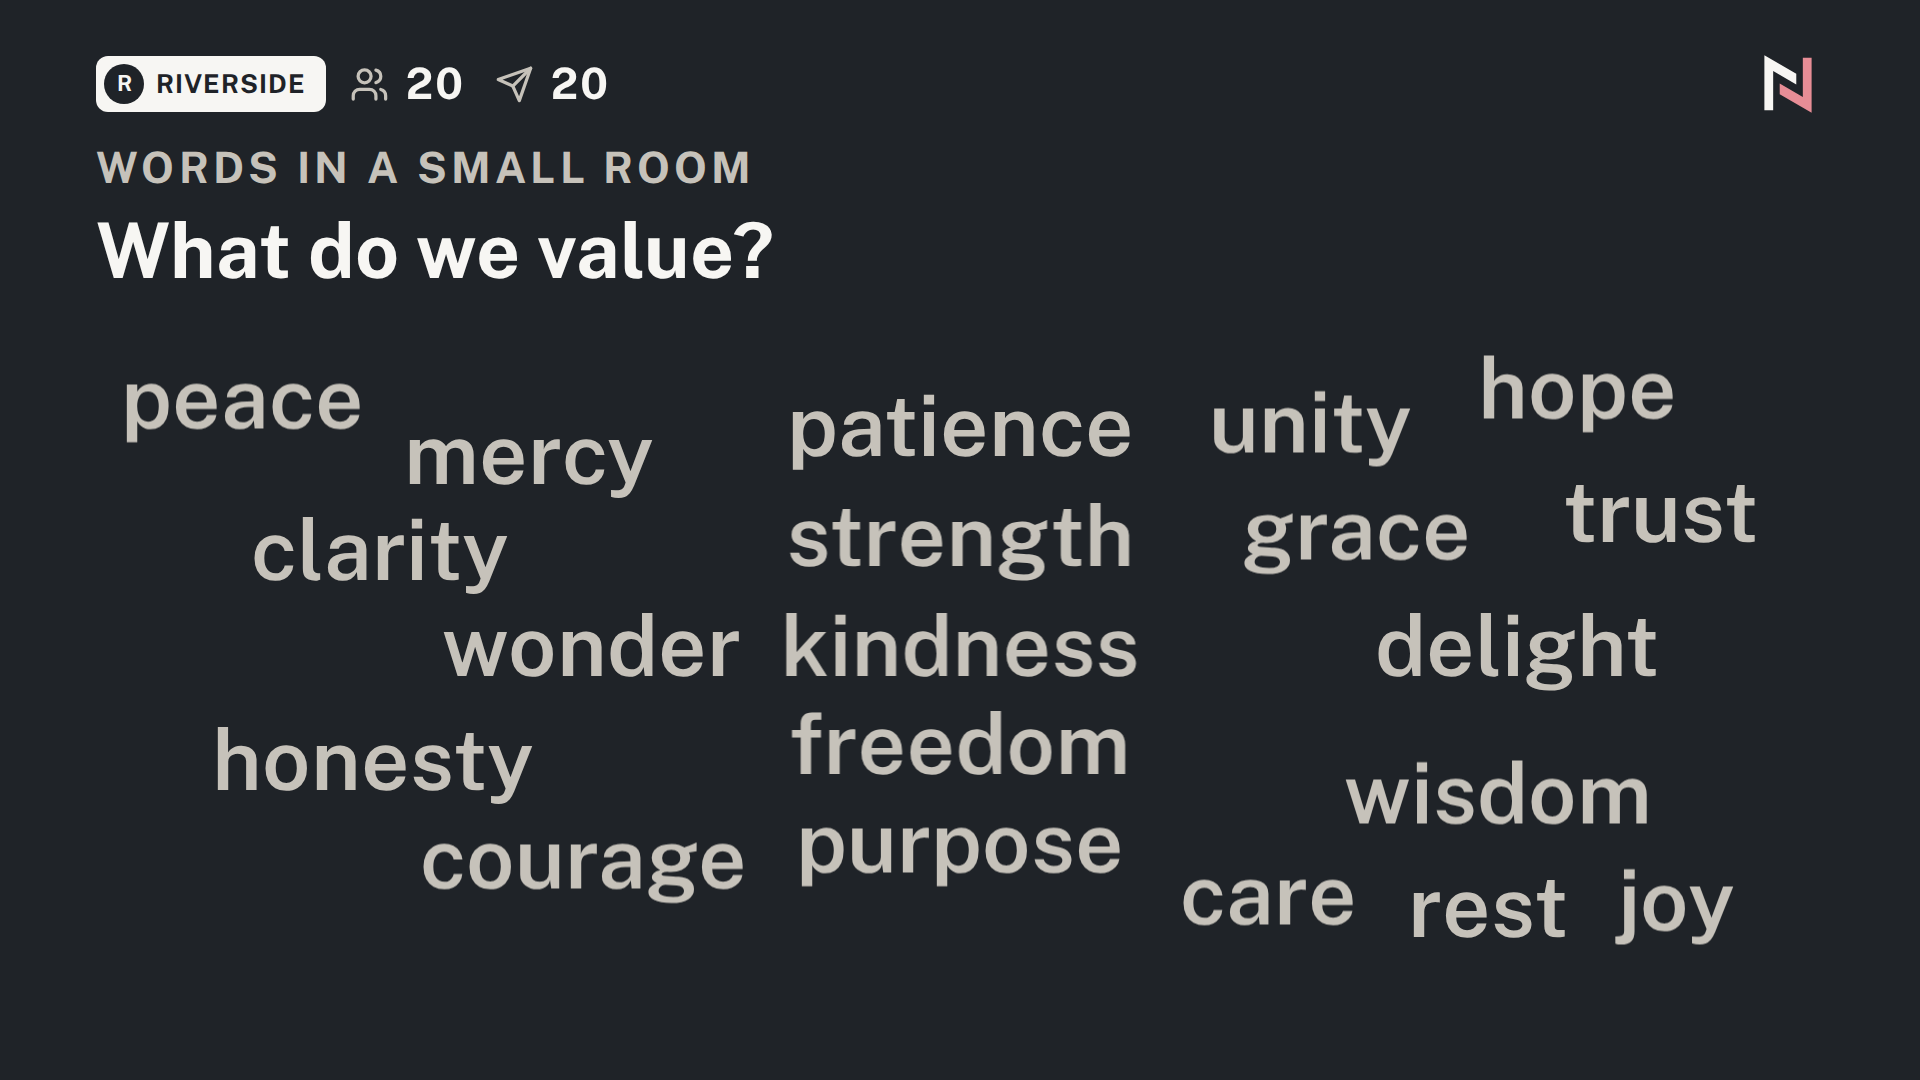 R RIVERSIDE 20 20
WORDS IN A SMALL ROOM
What do we value?
peace mercy patience unity hope
clarity strength grace trust
wonder kindness delight
honesty freedom wisdom
courage purpose care rest joy